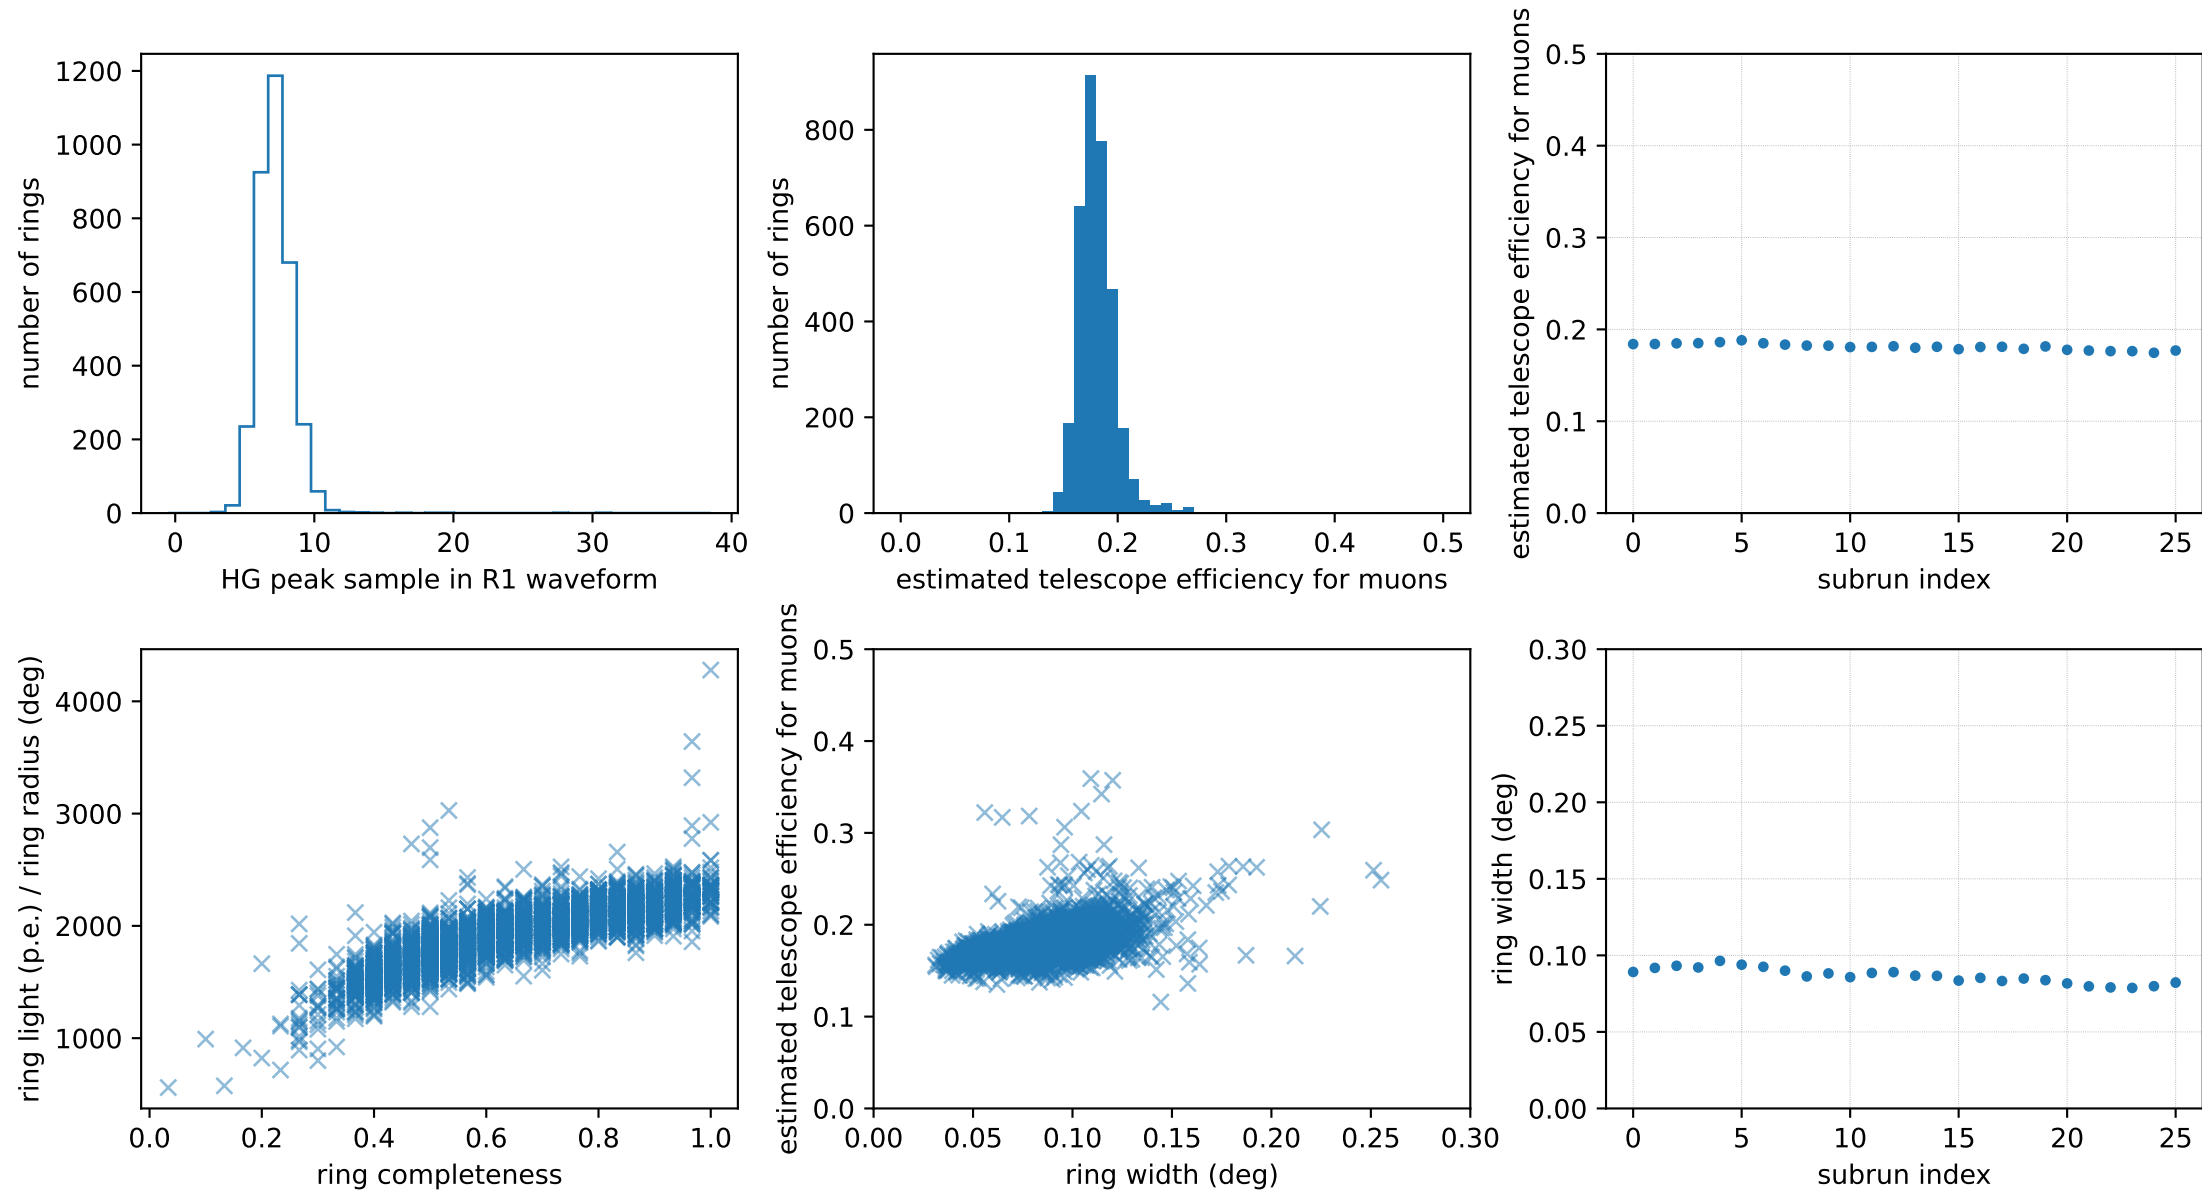 1200
1000
800
600
400
200
0
number of rings
0 10 20 30 40
HG peak sample in R1 waveform
800
600
400
200
0
number of rings
0.0 0.1 0.2 0.3 0.4 0.5
estimated telescope efficiency for muons
0.5
0.4
0.3
0.2
0.1
0.0
estimated telescope efficiency for muons
0 5 10 15 20 25
subrun index
4000
3000
2000
1000
ring light (p.e.) / ring radius (deg)
0.0 0.2 0.4 0.6 0.8 1.0
ring completeness
0.5
0.4
0.3
0.2
0.1
0.0
estimated telescope efficiency for muons
0.00 0.05 0.10 0.15 0.20 0.25 0.30
ring width (deg)
0.30
0.25
0.20
0.15
0.10
0.05
0.00
ring width (deg)
0 5 10 15 20 25
subrun index